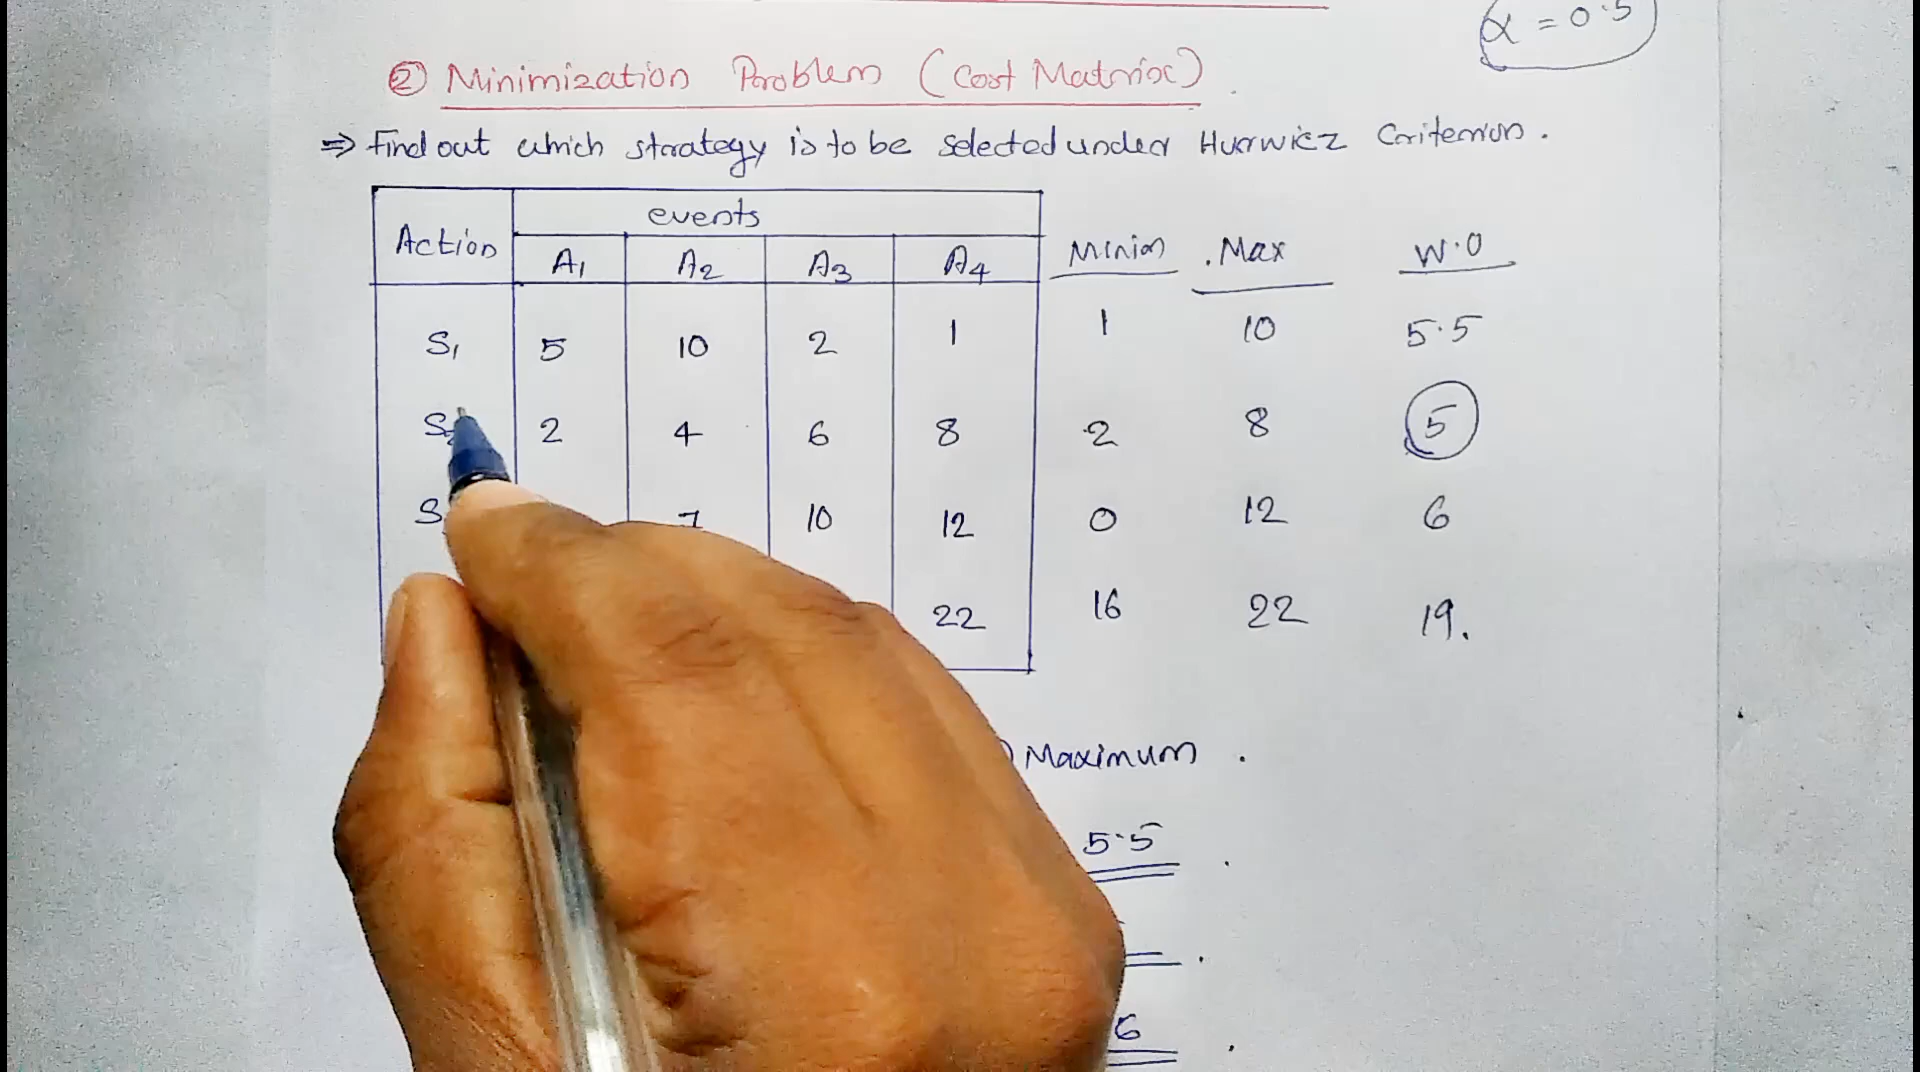 α = 0.5
② Minimization Problem (Cost Matrix) .
⇒ Find out which strategy is to be selected under Hurwicz Criterion .
Action events
A1 A2 A3 A4 Minim . Max W.O
S1 5 10 2 1 1 10 5.5
S2 2 4 6 8 2 8 5
S 7 10 12 0 12 6
22 16 22 19.
) Maximum .
5.5 .
6 .